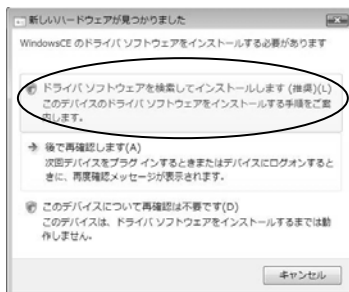 新しいハードウェアが見つかりました
WindowsCE のドライバ ソフトウェアをインストールする必要があります
ドライバ ソフトウェアを検索してインストールします (推奨)(L)
このデバイスのドライバ ソフトウェアをインストールする手順をご案
内します。
後で再確認します(A)
次回デバイスをプラグ インするときまたはデバイスにログオンすると
きに、再度確認メッセージが表示されます。
このデバイスについて再確認は不要です(D)
このデバイスは、ドライバ ソフトウェアをインストールするまでは動
作しません。
キャンセル